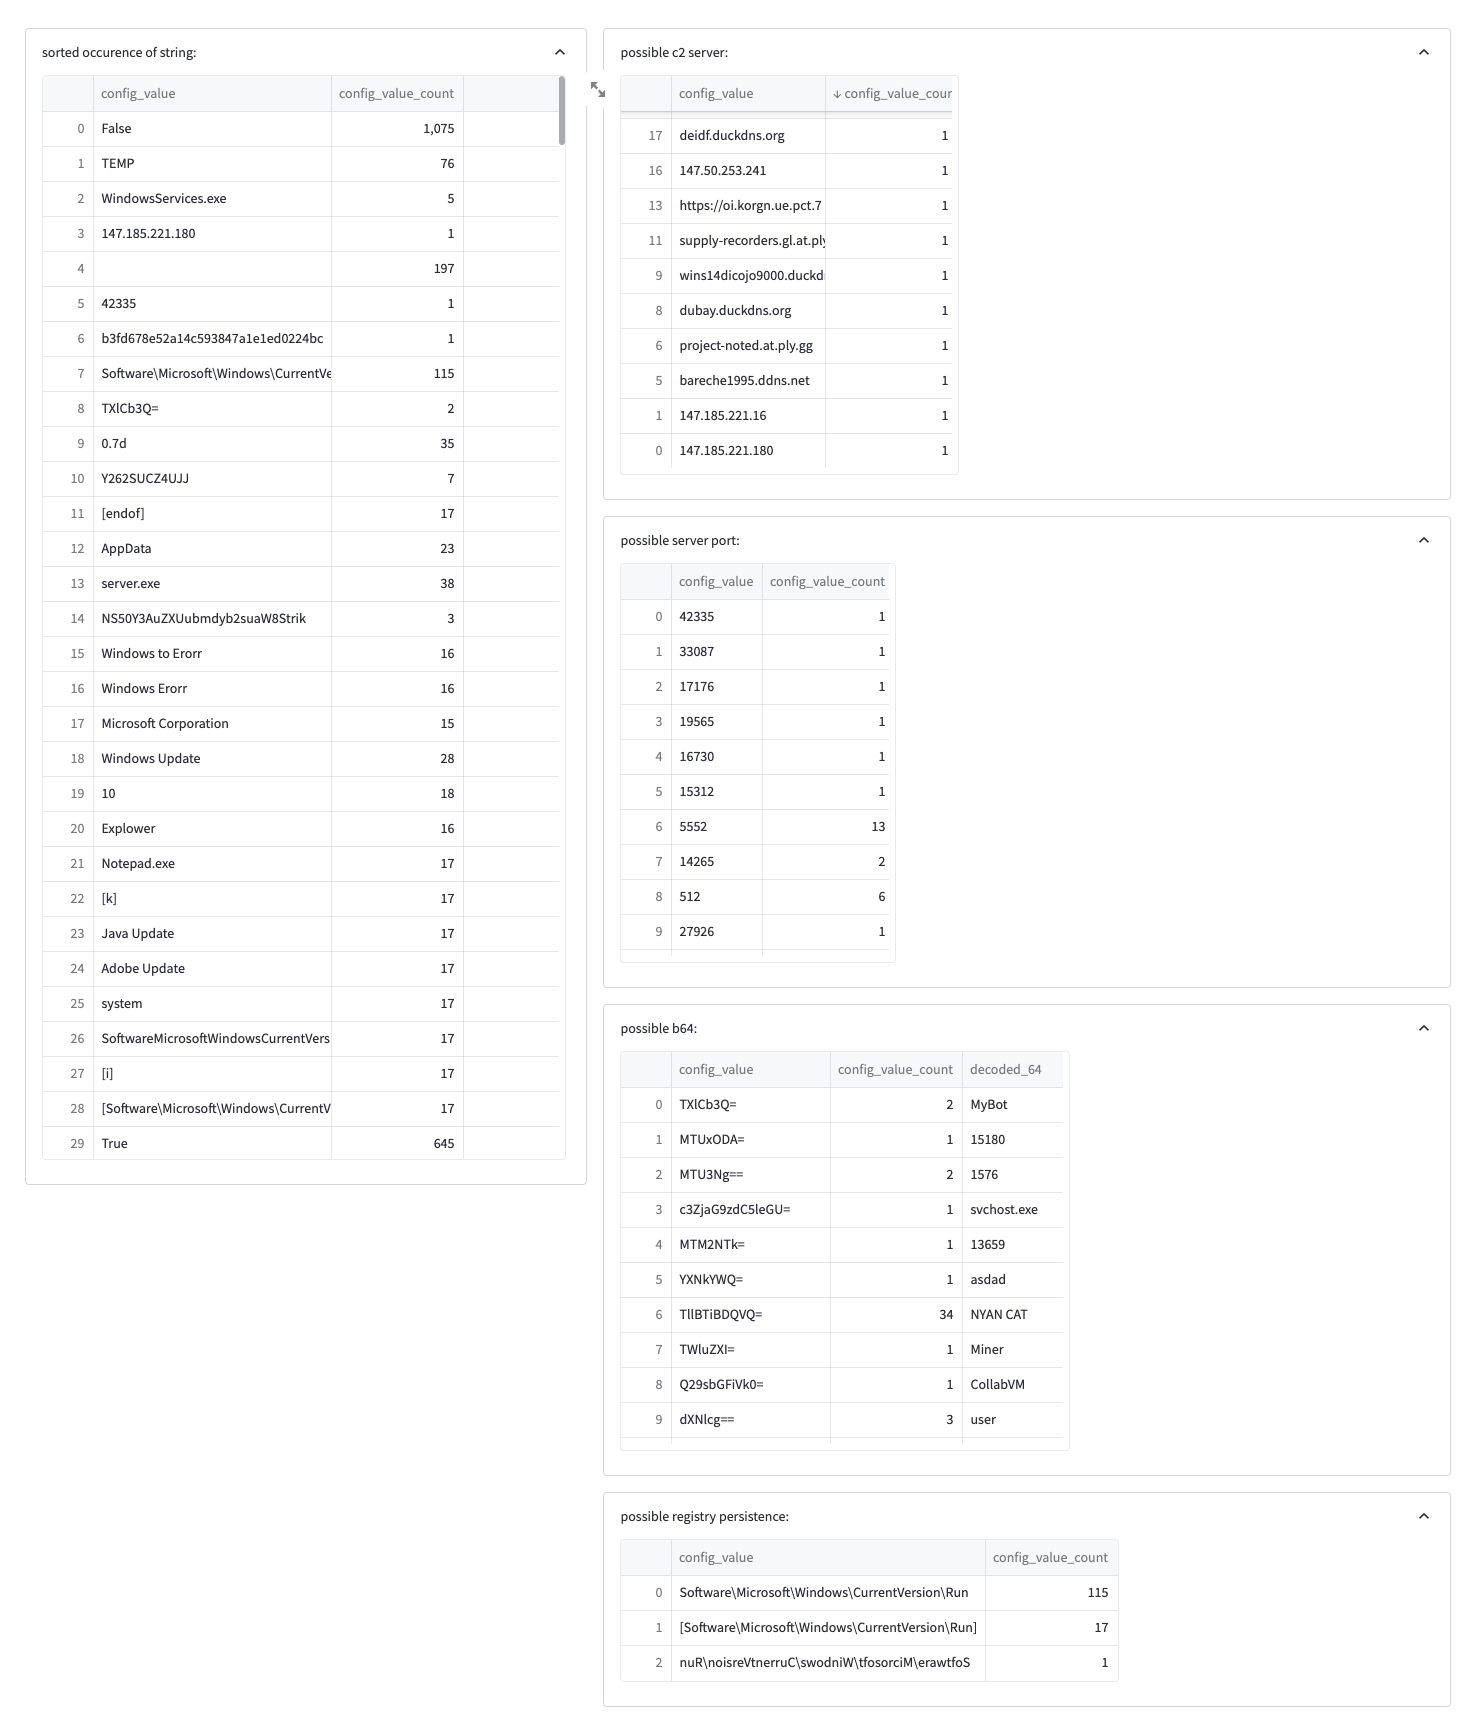 sorted occurence of string:
config_value config_value_count
0 False 1,075
1 TEMP 76
2 WindowsServices.exe 5
3 147.185.221.180 1
4 197
5 42335 1
6 b3fd678e52a14c593847a1e1ed0224bc 1
7 Software\Microsoft\Windows\CurrentVe 115
8 TXlCb3Q= 2
9 0.7d 35
10 Y262SUCZ4UJJ 7
11 [endof] 17
12 AppData 23
13 server.exe 38
14 NS50Y3AuZXUubmdyb2suaW8Strik 3
15 Windows to Erorr 16
16 Windows Erorr 16
17 Microsoft Corporation 15
18 Windows Update 28
19 10 18
20 Explower 16
21 Notepad.exe 17
22 [k] 17
23 Java Update 17
24 Adobe Update 17
25 system 17
26 SoftwareMicrosoftWindowsCurrentVers 17
27 [i] 17
28 [Software\Microsoft\Windows\CurrentV 17
29 True 645
possible c2 server:
config_value ↓ config_value_cour
17 deidf.duckdns.org 1
16 147.50.253.241 1
13 https://oi.korgn.ue.pct.7 1
11 supply-recorders.gl.at.ply 1
9 wins14dicojo9000.duckd 1
8 dubay.duckdns.org 1
6 project-noted.at.ply.gg 1
5 bareche1995.ddns.net 1
1 147.185.221.16 1
0 147.185.221.180 1
possible server port:
config_value config_value_count
0 42335 1
1 33087 1
2 17176 1
3 19565 1
4 16730 1
5 15312 1
6 5552 13
7 14265 2
8 512 6
9 27926 1
possible b64:
config_value config_value_count decoded_64
0 TXlCb3Q= 2 MyBot
1 MTUxODA= 1 15180
2 MTU3Ng== 2 1576
3 c3ZjaG9zdC5leGU= 1 svchost.exe
4 MTM2NTk= 1 13659
5 YXNkYWQ= 1 asdad
6 TllBTiBDQVQ= 34 NYAN CAT
7 TWluZXI= 1 Miner
8 Q29sbGFiVk0= 1 CollabVM
9 dXNlcg== 3 user
possible registry persistence:
config_value config_value_count
0 Software\Microsoft\Windows\CurrentVersion\Run 115
1 [Software\Microsoft\Windows\CurrentVersion\Run] 17
2 nuR\noisreVtnerruC\swodniW\tfosorciM\erawtfoS 1